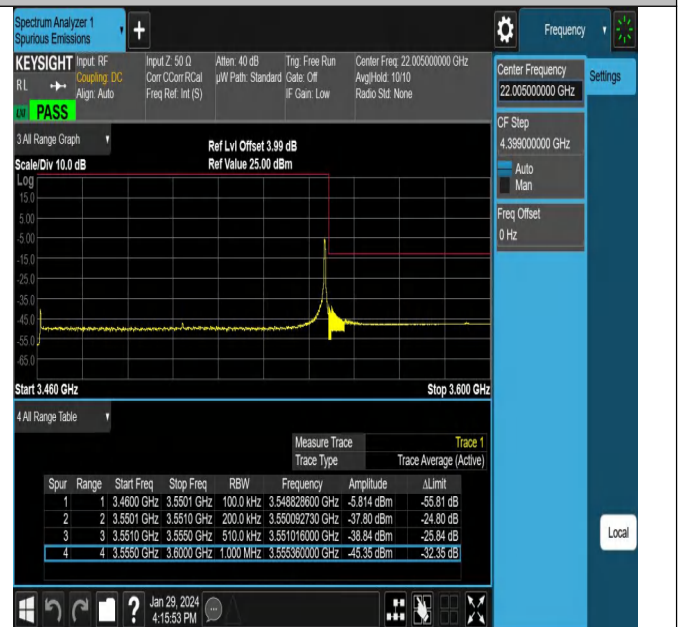 Spectrum Analyzer 1
Spurious Emissions
Frequency
KEYSIGHT Input: RF Input Z: 50 Ω Atten: 40 dB Trig: Free Run Center Freq: 22.005000000 GHz
RL Coupling: DC Corr CCorr RCal µW Path: Standard Gate: Off Avg|Hold: 10/10
Align: Auto Freq Ref: Int (S) IF Gain: Low Radio Std: None
PASS
Center Frequency
22.005000000 GHz
Settings
CF Step
4.399000000 GHz
Auto
Man
Freq Offset
0 Hz
3 All Range Graph
Ref Lvl Offset 3.99 dB
Scale/Div 10.0 dB Ref Value 25.00 dBm
Log
15.0
5.00
-5.00
-15.0
-25.0
-35.0
-45.0
-55.0
-65.0
Start 3.460 GHz Stop 3.600 GHz
4 All Range Table
Measure Trace Trace 1
Trace Type Trace Average (Active)
Spur Range Start Freq Stop Freq RBW Frequency Amplitude ΔLimit
1 1 3.4600 GHz 3.5501 GHz 100.0 kHz 3.548828600 GHz -5.814 dBm -55.81 dB
2 2 3.5501 GHz 3.5510 GHz 200.0 kHz 3.550092730 GHz -37.80 dBm -24.80 dB
3 3 3.5510 GHz 3.5550 GHz 510.0 kHz 3.551016000 GHz -38.84 dBm -25.84 dB
4 4 3.5550 GHz 3.6000 GHz 1.000 MHz 3.555360000 GHz -45.35 dBm -32.35 dB
Local
Jan 29, 2024
4:15:53 PM